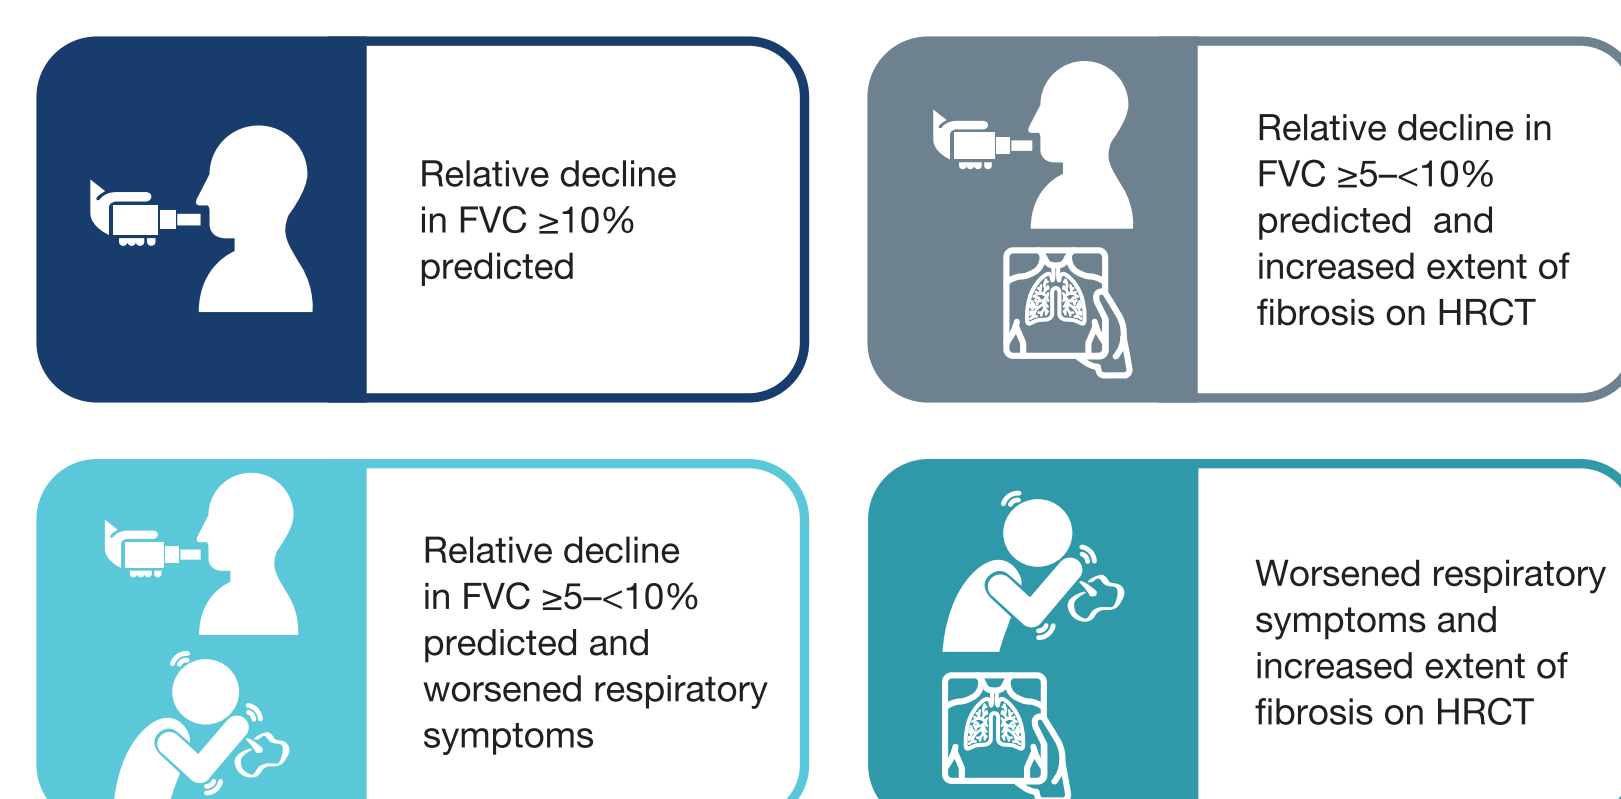 Relative decline
in FVC ≥10%
predicted
Relative decline in
FVC ≥5–<10%
predicted  and
increased extent of
fibrosis on HRCT
Relative decline
in FVC ≥5–<10%
predicted and
worsened respiratory
symptoms
Worsened respiratory
symptoms and
increased extent of
fibrosis on HRCT